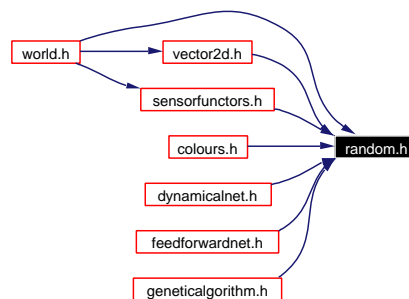 world.h
vector2d.h
sensorfunctors.h
colours.h
random.h
dynamicalnet.h
feedforwardnet.h
geneticalgorithm.h